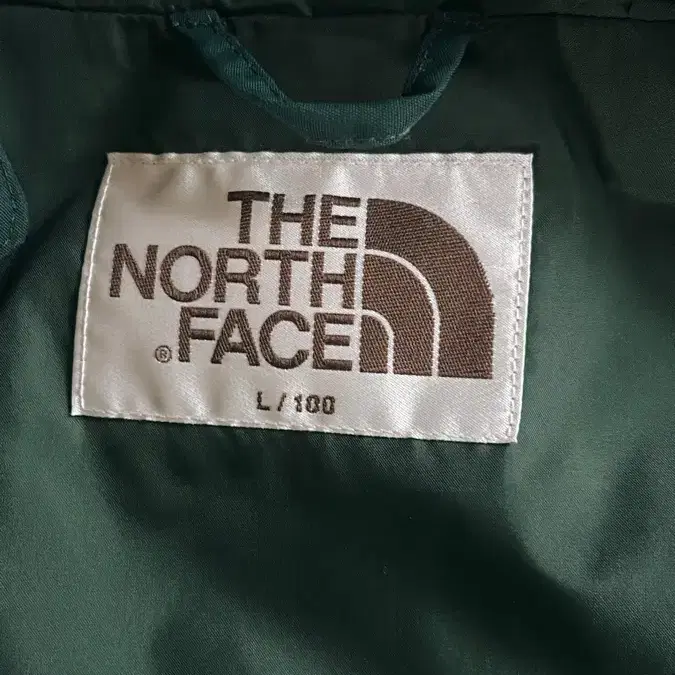 THE
NORTH
FACE
®
L / 100